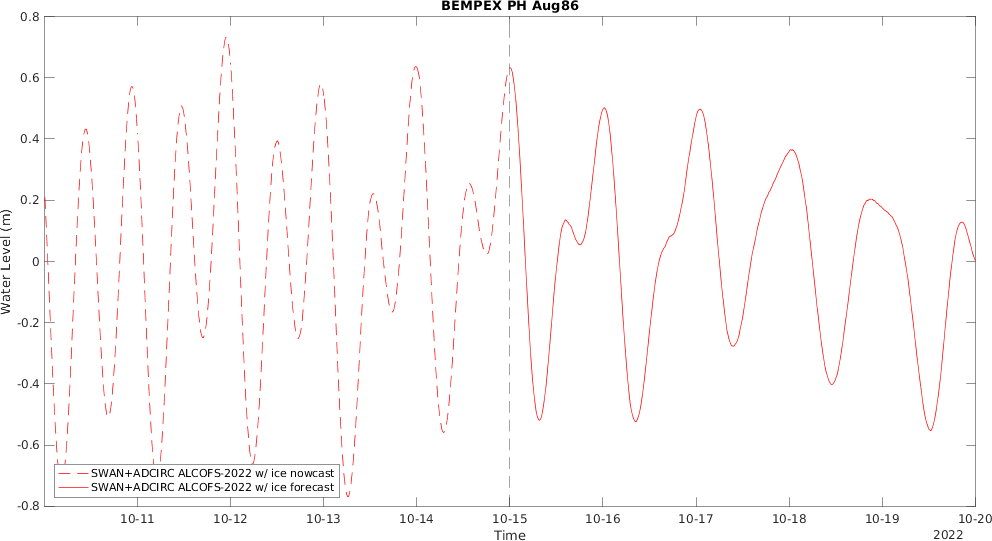 BEMPEX PH Aug86
0.8
0.6
0.4
0.2
0
-0.2
-0.4
-0.6
-0.8
Water Level (m)
SWAN+ADCIRC ALCOFS-2022 w/ ice nowcast
SWAN+ADCIRC ALCOFS-2022 w/ ice forecast
10-11 10-12 10-13 10-14 10-15 10-16 10-17 10-18 10-19 10-20
Time
2022